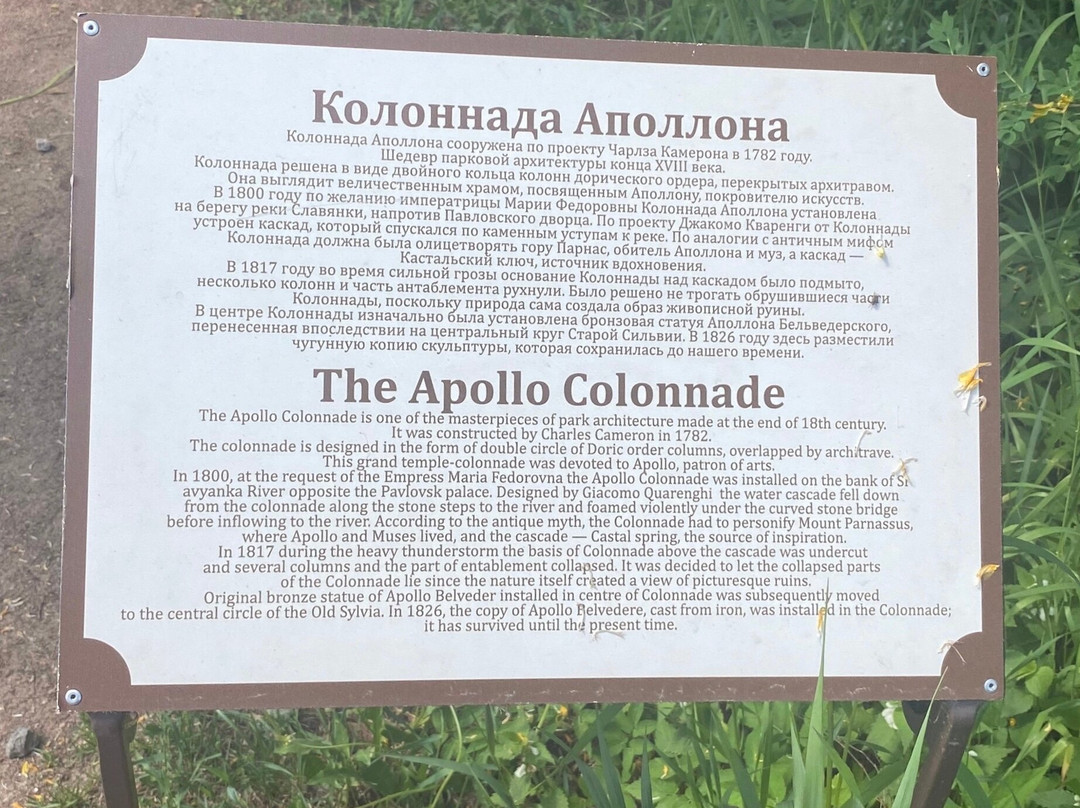 Колоннада Аполлона
Колоннада Аполлона сооружена по проекту Чарлза Камерона в 1782 году.
Шедевр парковой архитектуры конца XVIII века.
Колоннада решена в виде двойного кольца колонн дорического ордера, перекрытых архитравом.
Она выглядит величественным храмом, посвященным Аполлону, покровителю искусств.
В 1800 году по желанию императрицы Марии Федоровны Колоннада Аполлона установлена
на берегу реки Славянки, напротив Павловского дворца. По проекту Джакомо Кваренги от Колоннады
устроен каскад, который спускался по каменным уступам к реке. По аналогии с античным мифом
Колоннада должна была олицетворять гору Парнас, обитель Аполлона и муз, а каскад —
Кастальский ключ, источник вдохновения.
В 1817 году во время сильной грозы основание Колоннады над каскадом было подмыто,
несколько колонн и часть антаблемента рухнули. Было решено не трогать обрушившиеся части
Колоннады, поскольку природа сама создала образ живописной руины.
В центре Колоннады изначально была установлена бронзовая статуя Аполлона Бельведерского,
перенесенная впоследствии на центральный круг Старой Сильвии. В 1826 году здесь разместили
чугунную копию скульптуры, которая сохранилась до нашего времени.
The Apollo Colonnade
The Apollo Colonnade is one of the masterpieces of park architecture made at the end of 18th century.
It was constructed by Charles Cameron in 1782.
The colonnade is designed in the form of double circle of Doric order columns, overlapped by architrave.
This grand temple-colonnade was devoted to Apollo, patron of arts.
In 1800, at the request of the Empress Maria Fedorovna the Apollo Colonnade was installed on the bank of Sl
avyanka River opposite the Pavlovsk palace. Designed by Giacomo Quarenghi the water cascade fell down
from the colonnade along the stone steps to the river and foamed violently under the curved stone bridge
before inflowing to the river. According to the antique myth, the Colonnade had to personify Mount Parnassus,
where Apollo and Muses lived, and the cascade — Castal spring, the source of inspiration.
In 1817 during the heavy thunderstorm the basis of Colonnade above the cascade was undercut
and several columns and the part of entablement collapsed. It was decided to let the collapsed parts
of the Colonnade lie since the nature itself created a view of picturesque ruins.
Original bronze statue of Apollo Belveder installed in centre of Colonnade was subsequently moved
to the central circle of the Old Sylvia. In 1826, the copy of Apollo Belvedere, cast from iron, was installed in the Colonnade;
it has survived until the present time.